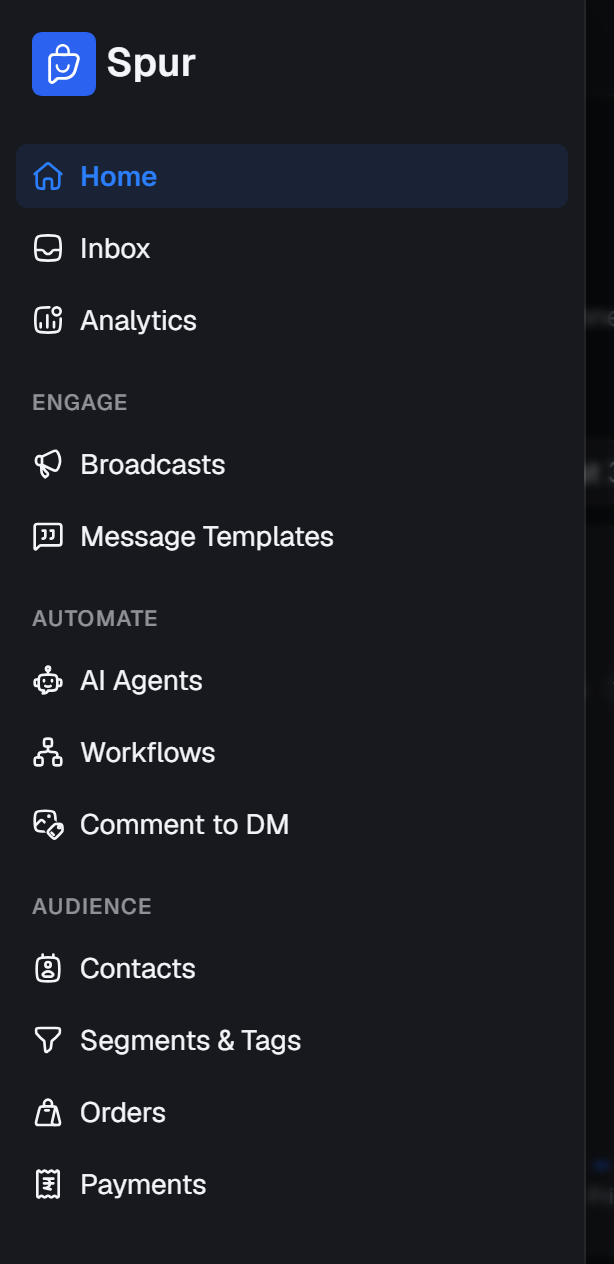 Spur
Home
Inbox
Analytics
ENGAGE
Broadcasts
Message Templates
AUTOMATE
AI Agents
Workflows
Comment to DM
AUDIENCE
Contacts
Segments & Tags
Orders
Payments